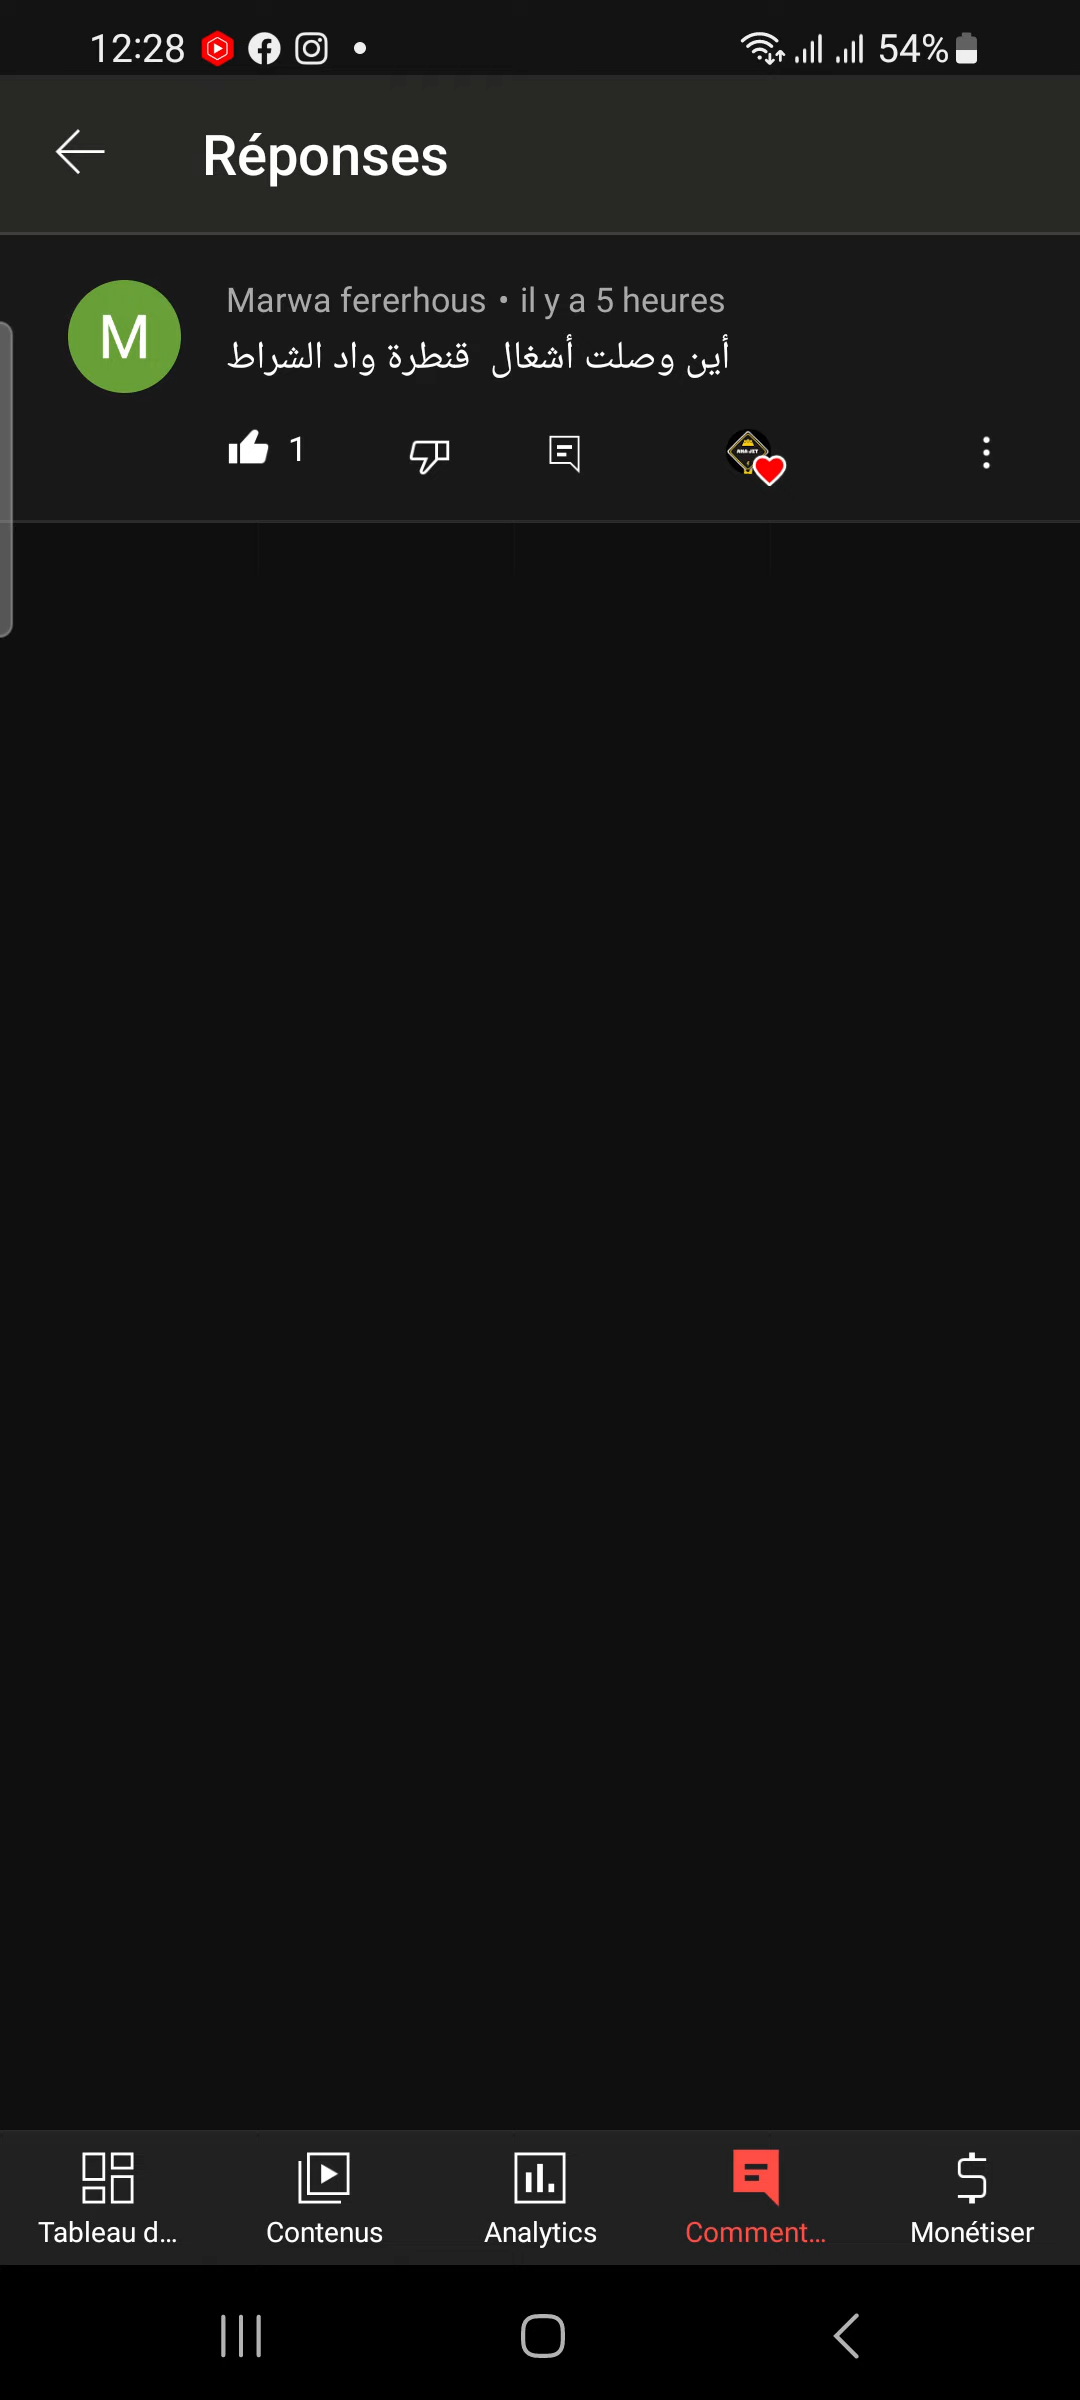 12:28
54%
Réponses
M
Marwa fererhous • il y a 5 heures
أين وصلت أشغال قنطرة واد الشراط
1
Tableau d...
Contenus
Analytics
Comment...
Monétiser